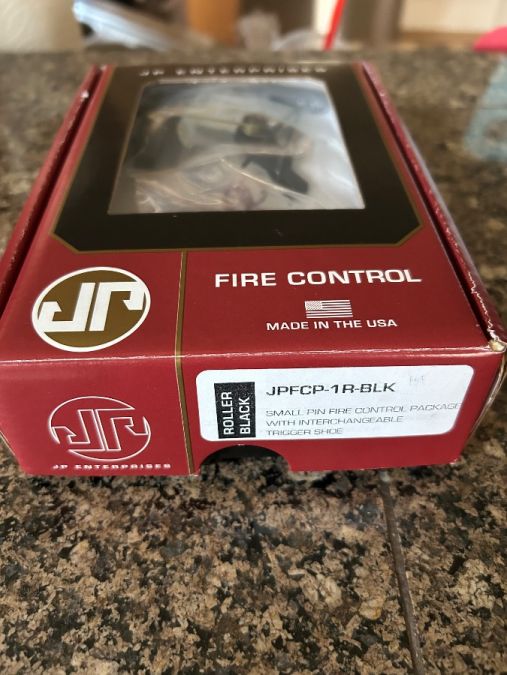 JP ENTERPRISES
JP
FIRE CONTROL
MADE IN THE USA
JP
JP ENTERPRISES
ROLLER
BLACK
JPFCP-1R-BLK
SMALL PIN FIRE CONTROL PACKAGE
WITH INTERCHANGEABLE
TRIGGER SHOE